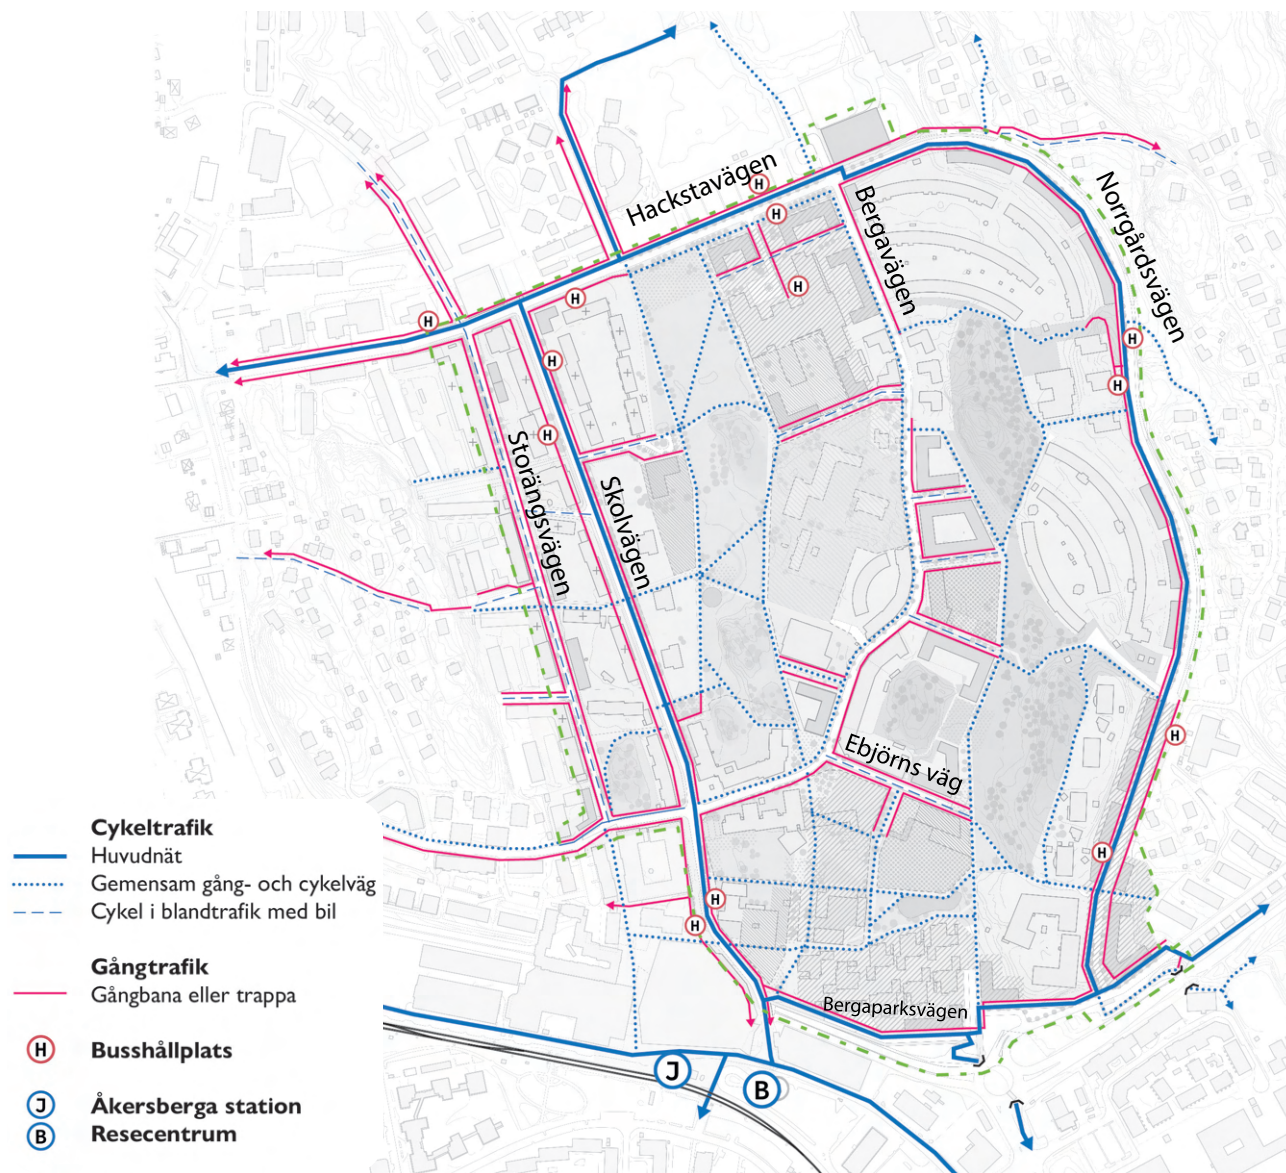 Hackstavägen
H
H
Norrgårdsvägen
Bergavägen
H
H
H
H
H
H
H
H
Storängsvägen
Skolvägen
Ebjörns väg
H
H
H
H
Bergaparksvägen
J
B
Cykeltrafik
Huvudnät
Gemensam gång- och cykelväg
Cykel i blandtrafik med bil
Gångtrafik
Gångbana eller trappa
H Busshållplats
J Åkersberga station
B Resecentrum